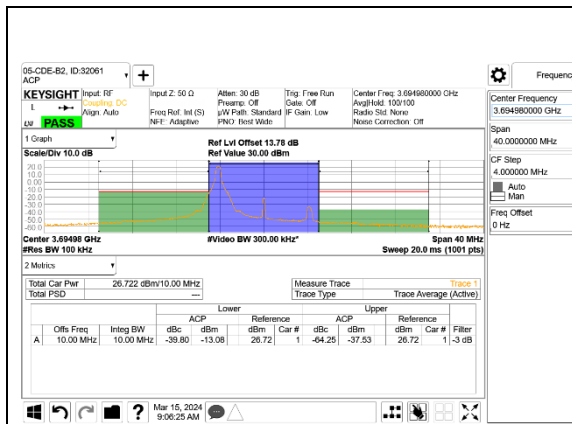 05-CDE-B2, ID:32061
ACP
Frequency
KEYSIGHT
L
PASS
Input: RF
Coupling: DC
Align: Auto
Input Z: 50 Ω
Freq Ref: Int (S)
NFE: Adaptive
Atten: 30 dB
Preamp: Off
µW Path: Standard
PNO: Best Wide
Trig: Free Run
Gate: Off
IF Gain: Low
Center Freq: 3.694980000 GHz
Avg|Hold: 100/100
Radio Std: None
Noise Correction: Off
Center Frequency
3.694980000 GHz
Span
40.0000000 MHz
CF Step
4.000000 MHz
Auto
Man
Freq Offset
0 Hz
1 Graph
Scale/Div 10.0 dB
Ref Lvl Offset 13.78 dB
Ref Value 30.00 dBm
20.0
10.0
0.00
-10.0
-20.0
-30.0
-40.0
-50.0
-60.0
Center 3.69498 GHz
#Res BW 100 kHz
#Video BW 300.00 kHz*
Span 40 MHz
Sweep 20.0 ms (1001 pts)
2 Metrics
Total Car Pwr 26.722 dBm/10.00 MHz
Total PSD ---
Measure Trace Trace 1
Trace Type Trace Average (Active)
Lower Upper
ACP Reference ACP Reference
Offs Freq Integ BW dBc dBm dBm Car # dBc dBm dBm Car # Filter
A 10.00 MHz 10.00 MHz -39.80 -13.08 26.72 1 -64.25 -37.53 26.72 1 -3 dB
?
Mar 15, 2024
9:06:25 AM